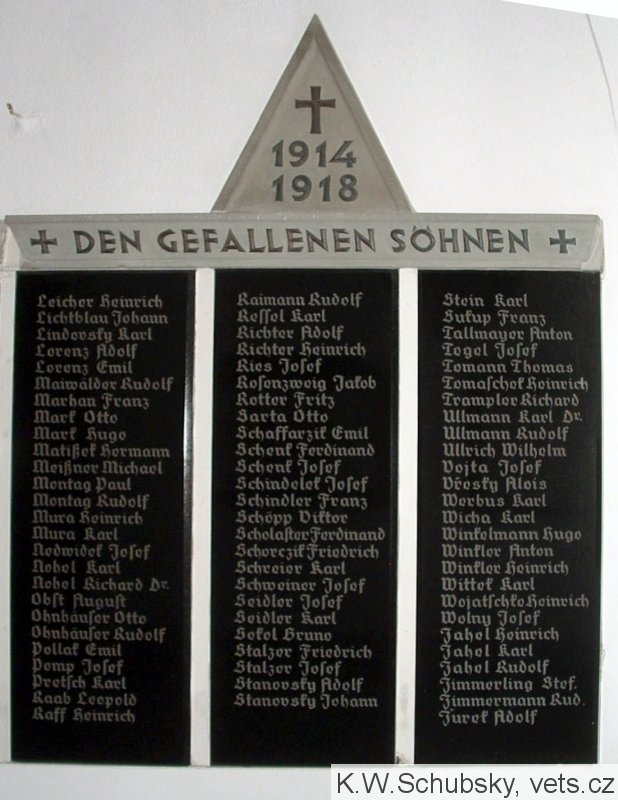 1914
1918
DEN GEFALLENEN SÖHNEN
Leicher Heinrich
Lichtblau Johann
Lindovsky Karl
Lorenz Adolf
Lorenz Emil
Maiwälder Rudolf
Marhan Franz
Mark Otto
Mark Hugo
Matißek Hermann
Meißner Michael
Montag Paul
Montag Rudolf
Mura Heinrich
Mura Karl
Nedwidek Josef
Nebel Karl
Nebel Richard Dr.
Obst August
Ohnhäuser Otto
Ohnhäuser Rudolf
Pollak Emil
Pomp Josef
Pretsch Karl
Raab Leopold
Raff Heinrich
Raimann Rudolf
Ressel Karl
Richter Adolf
Richter Heinrich
Ries Josef
Rosenzweig Jakob
Rotter Fritz
Sarta Otto
Schaffarzik Emil
Schenk Ferdinand
Schenk Josef
Schindelek Josef
Schindler Franz
Schöpp Viktor
Scholaster Ferdinand
Schorczik Friedrich
Schreier Karl
Schweiner Josef
Seidler Josef
Seidler Karl
Sokol Bruno
Stalzer Friedrich
Stalzer Josef
Stanovsky Adolf
Stanovsky Johann
Stein Karl
Sukup Franz
Tallmayer Anton
Tegel Josef
Tomann Thomas
Tomaschek Heinrich
Trampler Richard
Ullmann Karl Dr.
Ullmann Rudolf
Ullrich Wilhelm
Vojta Josef
Vřesky Alois
Werbus Karl
Wicha Karl
Winkelmann Hugo
Winkler Anton
Winkler Heinrich
Wittek Karl
Wojatschke Heinrich
Wolny Josef
Zahel Heinrich
Zahel Karl
Zahel Rudolf
Zimmerling Stef.
Zimmermann Rud.
Zurek Adolf
K.W.Schubsky, vets.cz